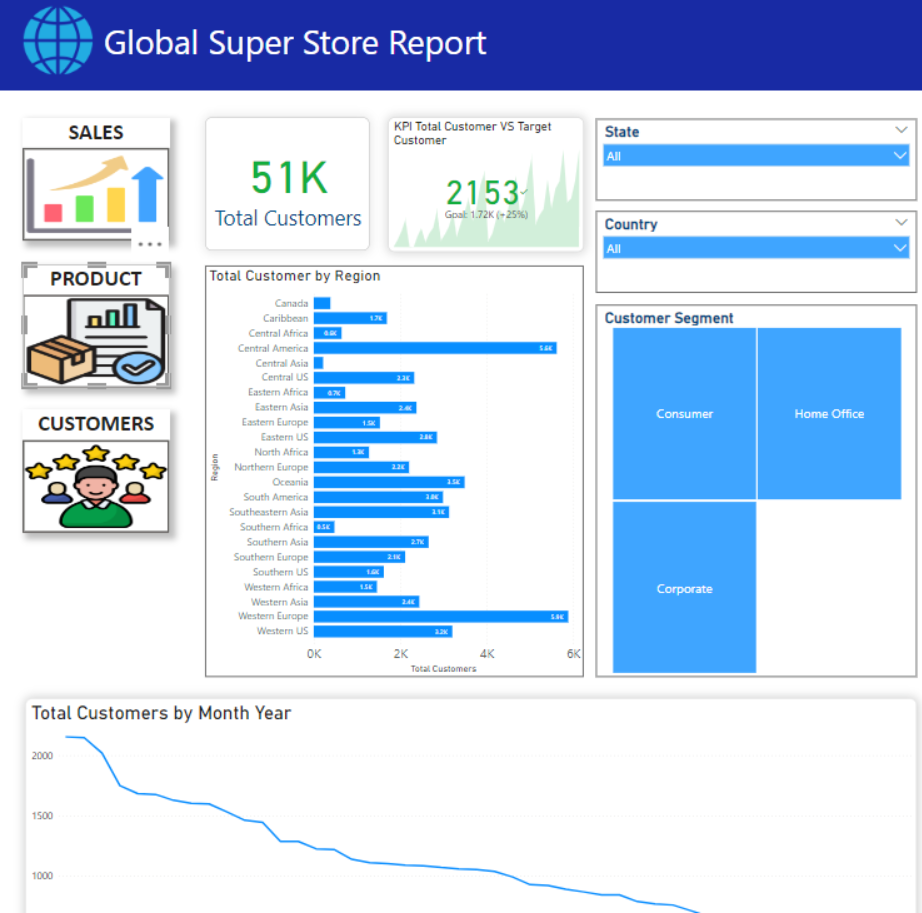 Global Super Store Report
SALES
PRODUCT
CUSTOMERS
51K
Total Customers
KPI Total Customer VS Target
Customer
2153
Goal: 1.72K (+25%)
State
All
Country
All
Total Customer by Region
Region
Canada
Caribbean 1.7K
Central Africa 0.6K
Central America 5.6K
Central Asia
Central US 2.3K
Eastern Africa 0.7K
Eastern Asia 2.4K
Eastern Europe 1.5K
Eastern US 2.8K
North Africa 1.3K
Northern Europe 2.2K
Oceania 3.5K
South America 3.0K
Southeastern Asia 3.1K
Southern Africa 0.5K
Southern Asia 2.7K
Southern Europe 2.1K
Southern US 1.6K
Western Africa 1.5K
Western Asia 2.4K
Western Europe
Western US 3.2K
0K 2K 4K 6K
Total Customers
Customer Segment
Consumer
Home Office
Corporate
Total Customers by Month Year
2000
1500
1000